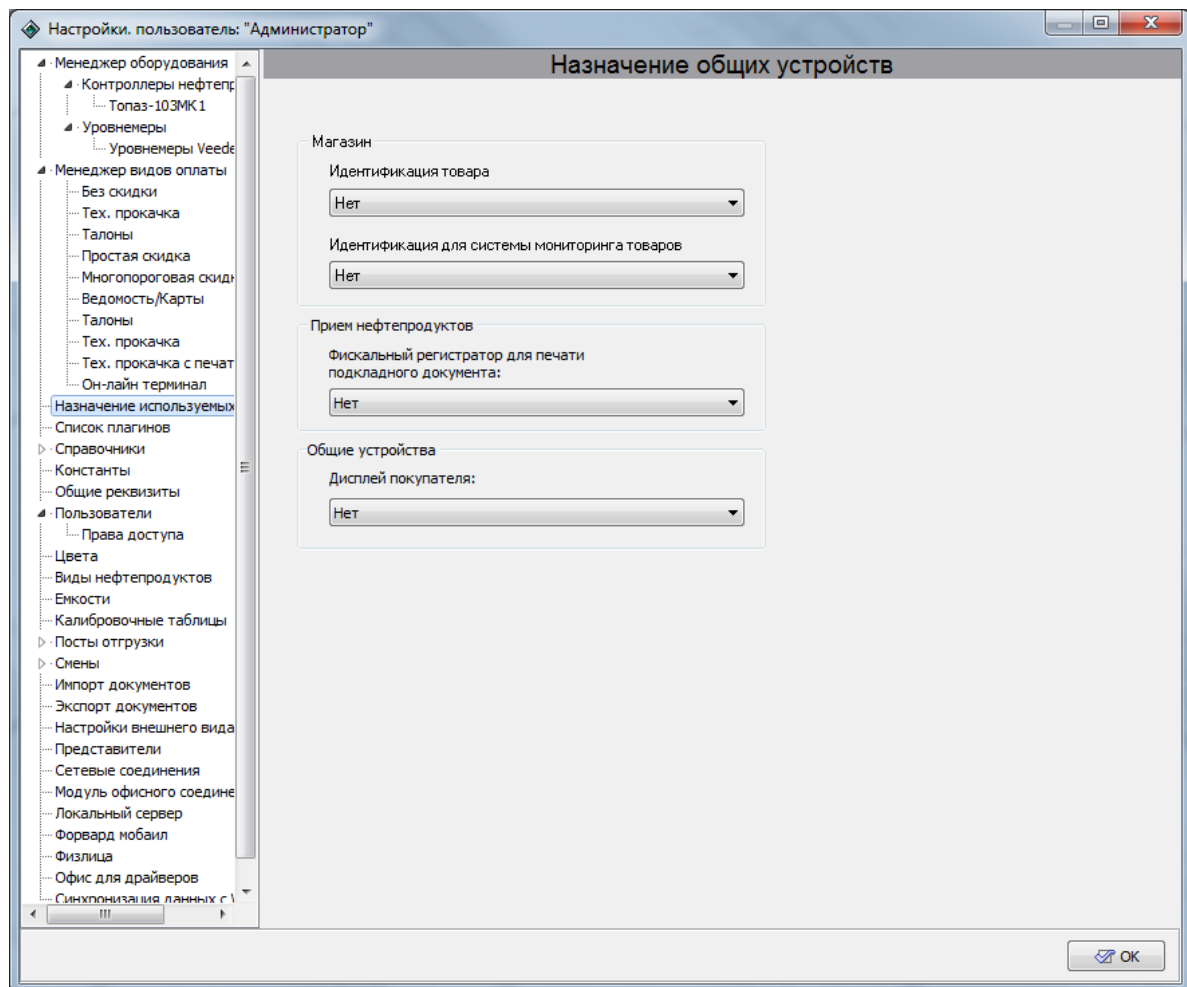 Настройки. пользователь: "Администратор"
Менеджер оборудования
Контроллеры нефтепр
Топаз-103МК1
Уровнемеры
Уровнемеры Veede
Менеджер видов оплаты
Без скидки
Тех. прокачка
Талоны
Простая скидка
Многопороговая скидк
Ведомость/Карты
Талоны
Тех. прокачка
Тех. прокачка с печат
Он-лайн терминал
Назначение используемых
Список плагинов
Справочники
Константы
Общие реквизиты
Пользователи
Права доступа
Цвета
Виды нефтепродуктов
Емкости
Калибровочные таблицы
Посты отгрузки
Смены
Импорт документов
Экспорт документов
Настройки внешнего вида
Представители
Сетевые соединения
Модуль офисного соедине
Локальный сервер
Форвард мобаил
Физлица
Офис для драйверов
Синхронизация данных с
Назначение общих устройств
Магазин
Идентификация товара
Нет
Идентификация для системы мониторинга товаров
Нет
Прием нефтепродуктов
Фискальный регистратор для печати
подкладного документа:
Нет
Общие устройства
Дисплей покупателя:
Нет
OK